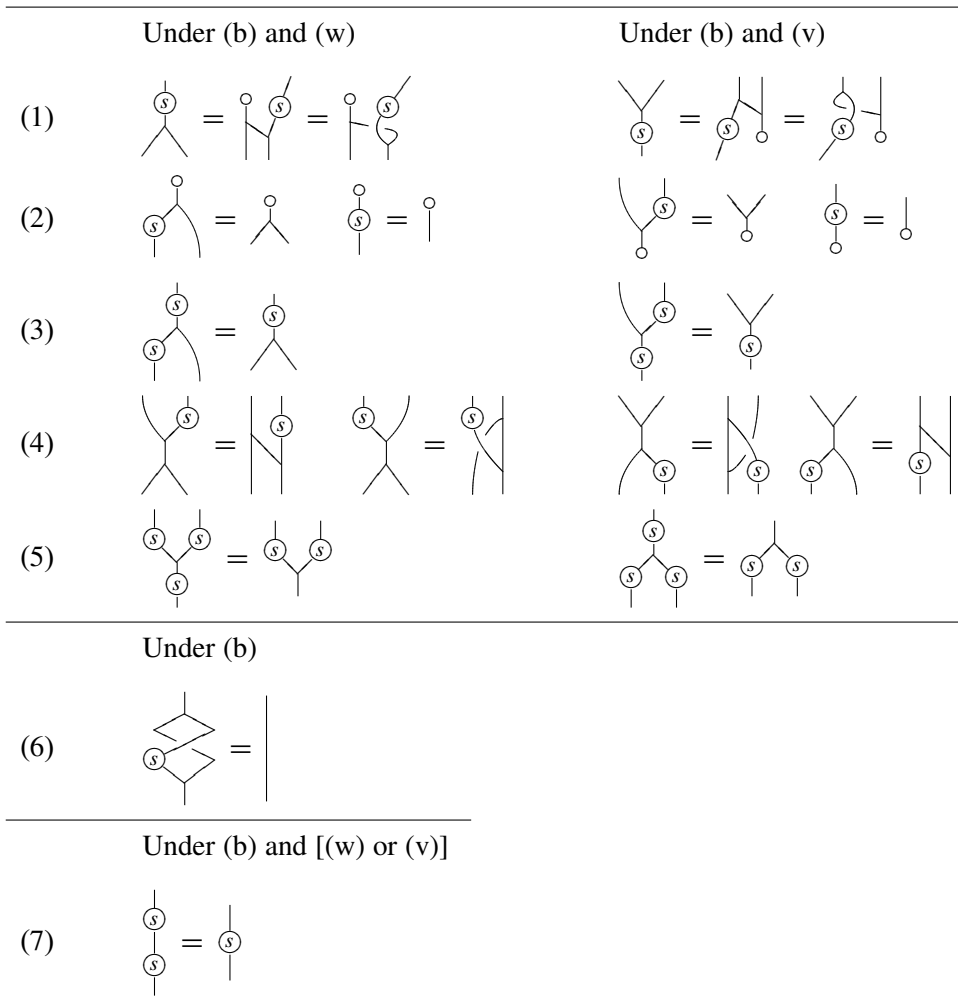 Under (b) and (w) Under (b) and (v)
(1) s = s = s s = s = s
(2) s = s = s = s =
(3) s s = s s s = s
(4) s = s s = s s = s s = s
(5) s s s = s s s s s = s s
Under (b)
(6) s =
Under (b) and [(w) or (v)]
(7) s s = s